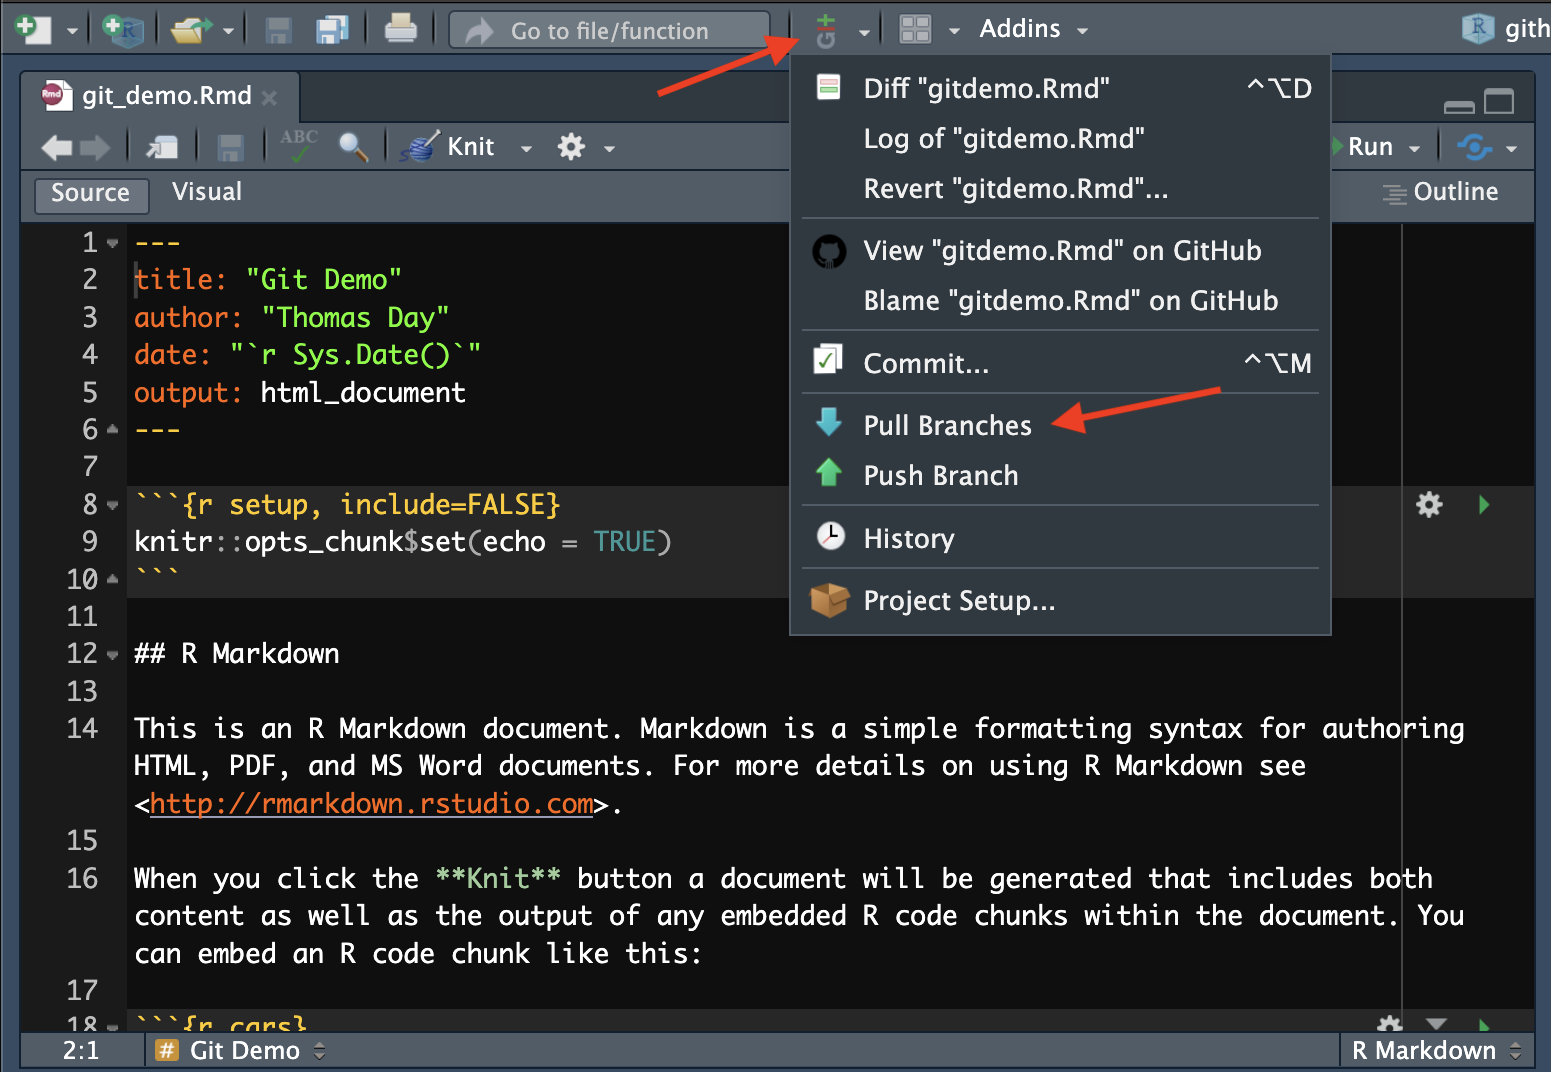 Go to file/function
Git
Addins
gith
Rmd
git_demo.Rmd
ABC
Knit
Run
Source
Visual
Outline
Diff "gitdemo.Rmd" ^⌥D
Log of "gitdemo.Rmd"
Revert "gitdemo.Rmd"...
View "gitdemo.Rmd" on GitHub
Blame "gitdemo.Rmd" on GitHub
Commit... ^⌥M
Pull Branches
Push Branch
History
Project Setup...
1 ---
2 title: "Git Demo"
3 author: "Thomas Day"
4 date: "`r Sys.Date()`"
5 output: html_document
6 ---
7
8 ```{r setup, include=FALSE}
9 knitr::opts_chunk$set(echo = TRUE)
10 ```
11
12 ## R Markdown
13
14 This is an R Markdown document. Markdown is a simple formatting syntax for authoring
HTML, PDF, and MS Word documents. For more details on using R Markdown see
<http://rmarkdown.rstudio.com>.
15
16 When you click the **Knit** button a document will be generated that includes both
content as well as the output of any embedded R code chunks within the document. You
can embed an R code chunk like this:
17
18 ```{r cars}
2:1
# Git Demo
R Markdown